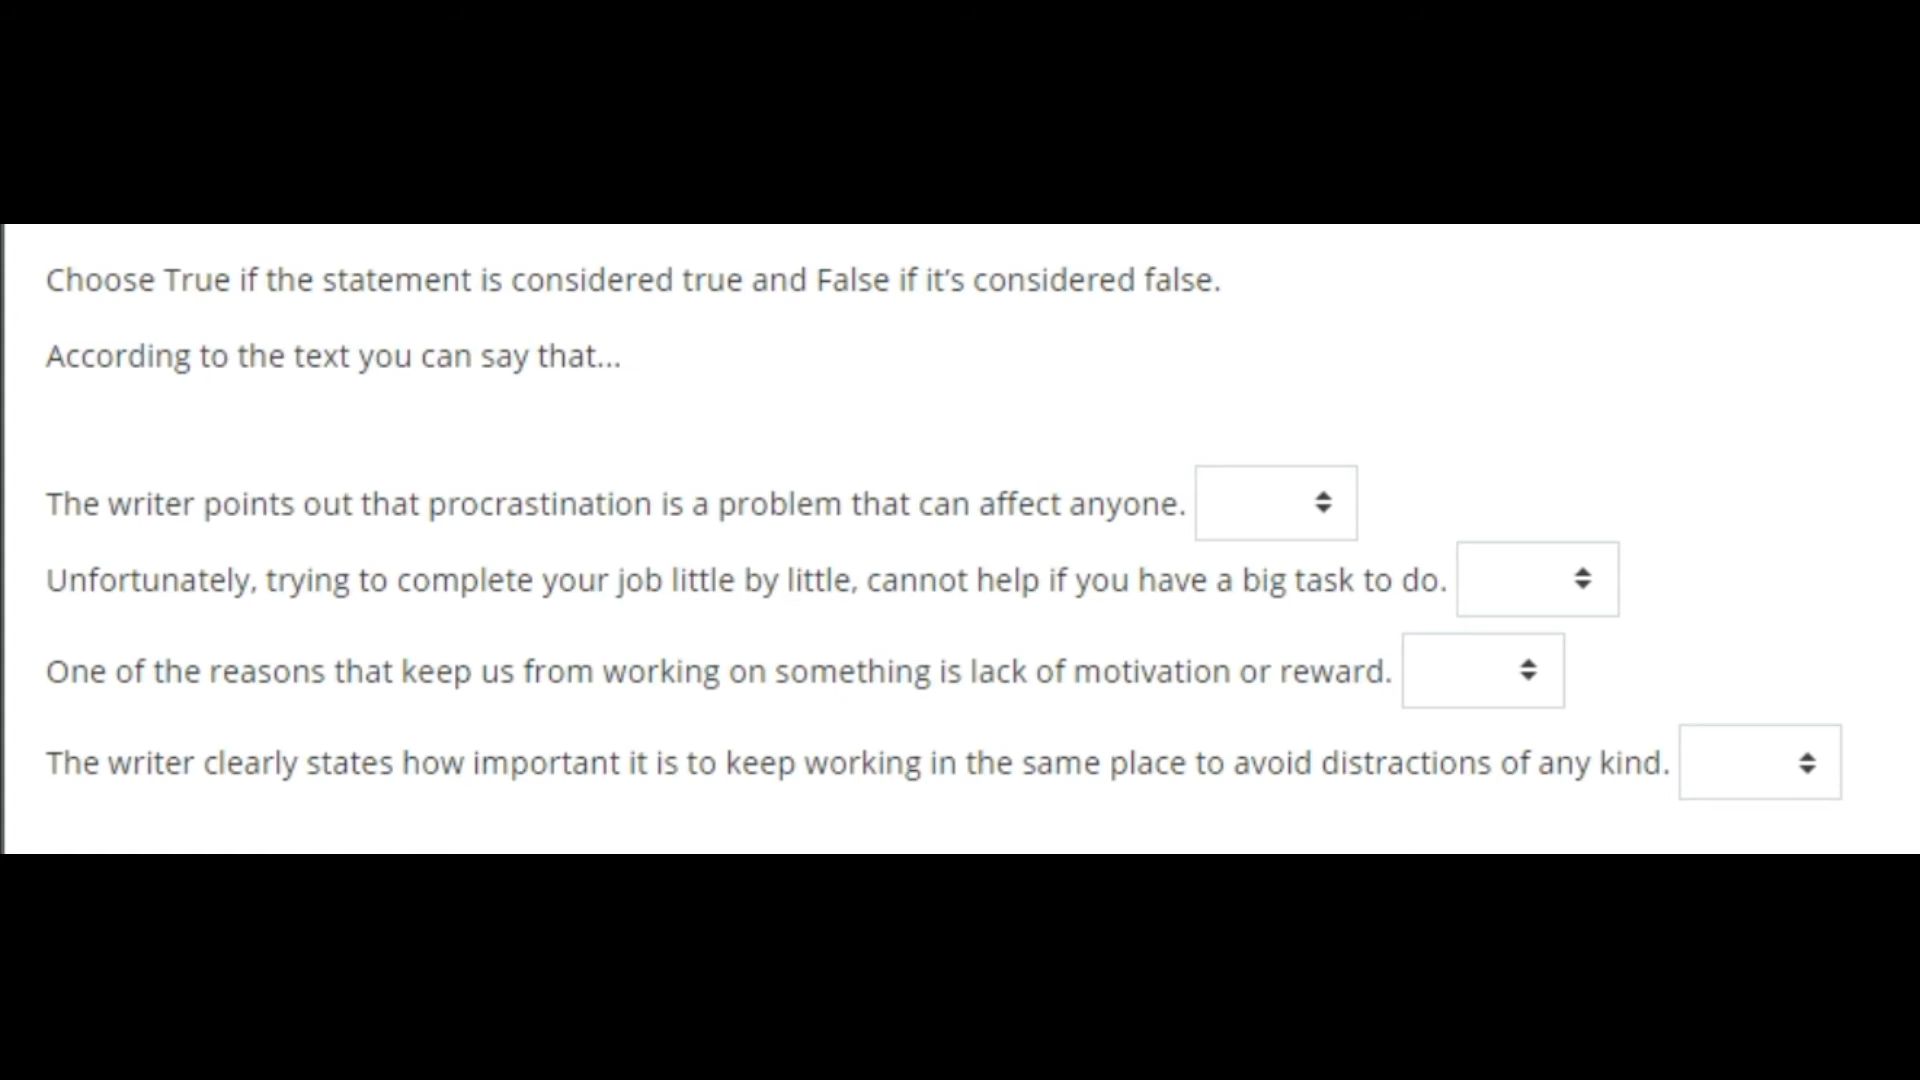 Choose True if the statement is considered true and False if it's considered false.
According to the text you can say that...
The writer points out that procrastination is a problem that can affect anyone.
Unfortunately, trying to complete your job little by little, cannot help if you have a big task to do.
One of the reasons that keep us from working on something is lack of motivation or reward.
The writer clearly states how important it is to keep working in the same place to avoid distractions of any kind.